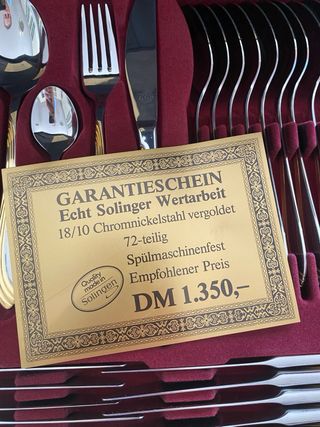 GARANTIESCHEIN
Echt Solinger Wertarbeit
18/10 Chromnickelstahl vergoldet
72-teilig
Spülmaschinenfest
Empfohlener Preis
DM 1.350,–
Quality
made in
Solingen